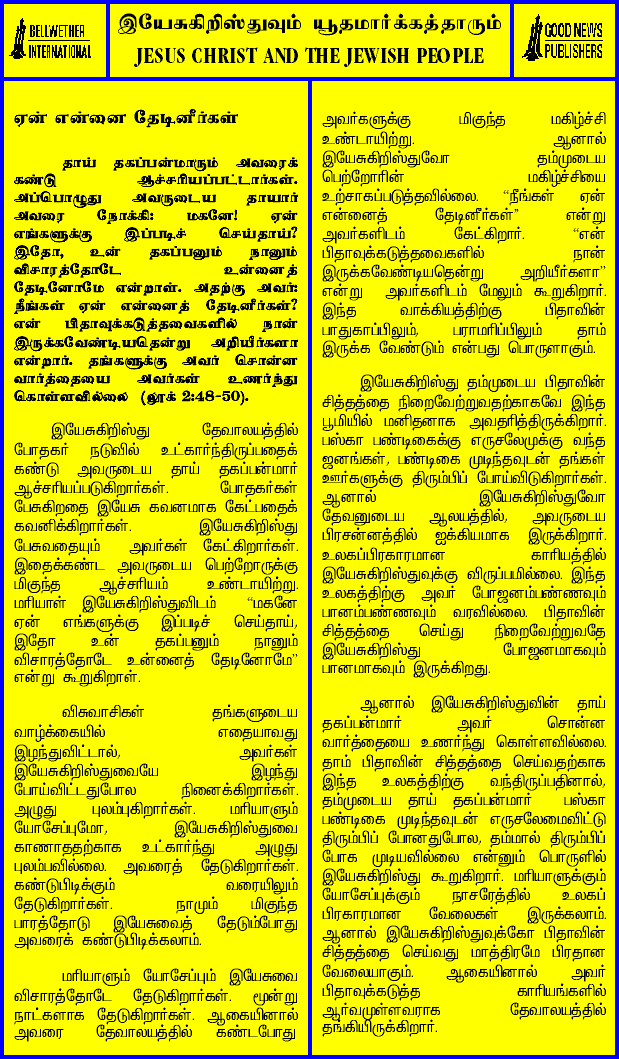 BELLWETHER
INTERNATIONAL
இயேசுகிறிஸ்துவும் யூதமார்க்கத்தாரும்
JESUS CHRIST AND THE JEWISH PEOPLE
GOOD NEWS
PUBLISHERS
ஏன் என்னை தேடினீர்கள்
தாய் தகப்பன்மாரும் அவரைக்
கண்டு ஆச்சரியப்பட்டார்கள்.
அப்பொழுது அவருடைய தாயார்
அவரை நோக்கி: மகனே! ஏன்
எங்களுக்கு இப்படிச் செய்தாய்?
இதோ, உன் தகப்பனும் நானும்
விசாரத்தோடே உன்னைத்
தேடினோமே என்றாள். அதற்கு அவர்:
நீங்கள் ஏன் என்னைத் தேடினீர்கள்?
என் பிதாவுக்கடுத்தவைகளில் நான்
இருக்கவேண்டியதென்று அறியீர்களா
என்றார். தங்களுக்கு அவர் சொன்ன
வார்த்தையை அவர்கள் உணர்ந்து
கொள்ளவில்லை (லூக் 2:48-50).
இயேசுகிறிஸ்து தேவாலயத்தில்
போதகர் நடுவில் உட்கார்ந்திருப்பதைக்
கண்டு அவருடைய தாய் தகப்பன்மார்
ஆச்சரியப்படுகிறார்கள். போதகர்கள்
பேசுகிறதை இயேசு கவனமாக கேட்பதைக்
கவனிக்கிறார்கள். இயேசுகிறிஸ்து
பேசுவதையும் அவர்கள் கேட்கிறார்கள்.
இதைக்கண்ட அவருடைய பெற்றோருக்கு
மிகுந்த ஆச்சரியம் உண்டாயிற்று.
மரியாள் இயேசுகிறிஸ்துவிடம் “மகனே
ஏன் எங்களுக்கு இப்படிச் செய்தாய்,
இதோ உன் தகப்பனும் நானும்
விசாரத்தோடே உன்னைத் தேடினோமே”
என்று கூறுகிறாள்.
விசுவாசிகள் தங்களுடைய
வாழ்க்கையில் எதையாவது
இழந்துவிட்டால், அவர்கள்
இயேசுகிறிஸ்துவையே இழந்து
போய்விட்டதுபோல நினைக்கிறார்கள்.
அழுது புலம்புகிறார்கள். மரியாளும்
யோசேப்புமோ, இயேசுகிறிஸ்துவை
காணாததற்காக உட்கார்ந்து அழுது
புலம்பவில்லை. அவரைத் தேடுகிறார்கள்.
கண்டுபிடிக்கும் வரையிலும்
தேடுகிறார்கள். நாமும் மிகுந்த
பாரத்தோடு இயேசுவைத் தேடும்போது
அவரைக் கண்டுபிடிக்கலாம்.
மரியாளும் யோசேப்பும் இயேசுவை
விசாரத்தோடே தேடுகிறார்கள். மூன்று
நாட்களாக தேடுகிறார்கள். ஆகையினால்
அவரை தேவாலயத்தில் கண்டபோது
அவர்களுக்கு மிகுந்த மகிழ்ச்சி
உண்டாயிற்று. ஆனால்
இயேசுகிறிஸ்துவோ தம்முடைய
பெற்றோரின் மகிழ்ச்சியை
உற்சாகப்படுத்தவில்லை. “நீங்கள் ஏன்
என்னைத் தேடினீர்கள்” என்று
அவர்களிடம் கேட்கிறார். “என்
பிதாவுக்கடுத்தவைகளில் நான்
இருக்கவேண்டியதென்று அறியீர்களா”
என்று அவர்களிடம் மேலும் கூறுகிறார்.
இந்த வாக்கியத்திற்கு பிதாவின்
பாதுகாப்பிலும், பராமரிப்பிலும் தாம்
இருக்க வேண்டும் என்பது பொருளாகும்.
இயேசுகிறிஸ்து தம்முடைய பிதாவின்
சித்தத்தை நிறைவேற்றுவதற்காகவே இந்த
பூமியில் மனிதனாக அவதரித்திருக்கிறார்.
பஸ்கா பண்டிகைக்கு எருசலேமுக்கு வந்த
ஜனங்கள், பண்டிகை முடிந்தவுடன் தங்கள்
ஊர்களுக்கு திரும்பிப் போய்விடுகிறார்கள்.
ஆனால் இயேசுகிறிஸ்துவோ
தேவனுடைய ஆலயத்தில், அவருடைய
பிரசன்னத்தில் ஐக்கியமாக இருக்கிறார்.
உலகப்பிரகாரமான காரியத்தில்
இயேசுகிறிஸ்துவுக்கு விருப்பமில்லை. இந்த
உலகத்திற்கு அவர் போஜனம்பண்ணவும்
பானம்பண்ணவும் வரவில்லை. பிதாவின்
சித்தத்தை செய்து நிறைவேற்றுவதே
இயேசுகிறிஸ்து போஜனமாகவும்
பானமாகவும் இருக்கிறது.
ஆனால் இயேசுகிறிஸ்துவின் தாய்
தகப்பன்மார் அவர் சொன்ன
வார்த்தையை உணர்ந்து கொள்ளவில்லை.
தாம் பிதாவின் சித்தத்தை செய்வதற்காக
இந்த உலகத்திற்கு வந்திருப்பதினால்,
தம்முடைய தாய் தகப்பன்மார் பஸ்கா
பண்டிகை முடிந்தவுடன் எருசலேமைவிட்டு
திரும்பிப் போனதுபோல, தம்மால் திரும்பிப்
போக முடியவில்லை என்னும் பொருளில்
இயேசுகிறிஸ்து கூறுகிறார். மரியாளுக்கும்
யோசேப்புக்கும் நாசரேத்தில் உலகப்
பிரகாரமான வேலைகள் இருக்கலாம்.
ஆனால் இயேசுகிறிஸ்துவுக்கோ பிதாவின்
சித்தத்தை செய்வது மாத்திரமே பிரதான
வேலையாகும். ஆகையினால் அவர்
பிதாவுக்கடுத்த காரியங்களில்
ஆர்வமுள்ளவராக தேவாலயத்தில்
தங்கியிருக்கிறார்.